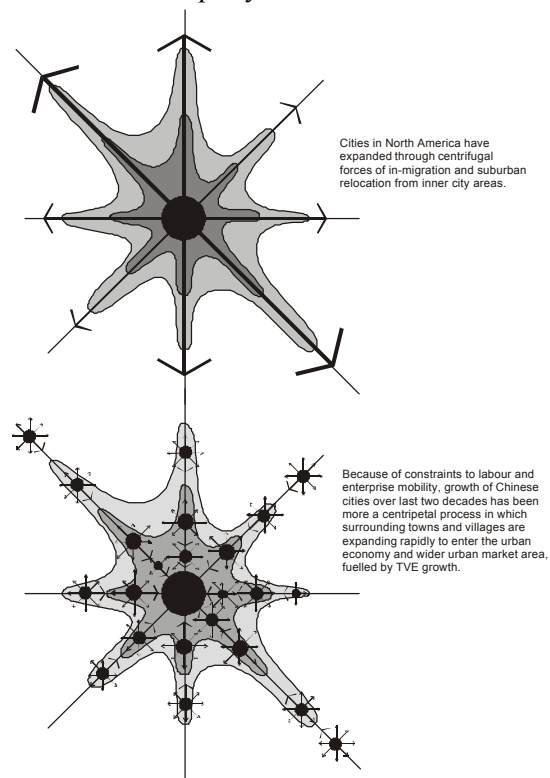 Cities in North America have
expanded through centrifugal
forces of in-migration and suburban
relocation from inner city areas.
Because of constraints to labour and
enterprise mobility, growth of Chinese
cities over last two decades has been
more a centripetal process in which
surrounding towns and villages are
expanding rapidly to enter the urban
economy and wider urban market area,
fuelled by TVE growth.